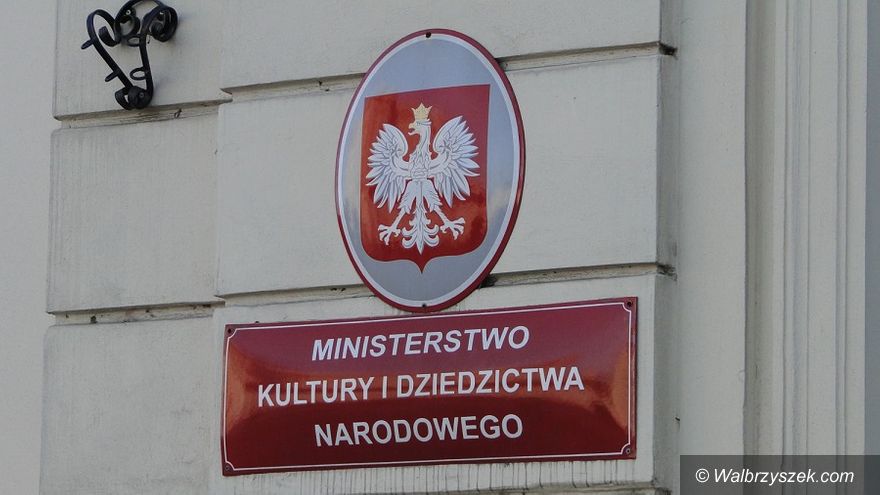 MINISTERSTWO
KULTURY I DZIEDZICTWA
NARODOWEGO
© Walbrzyszek.com